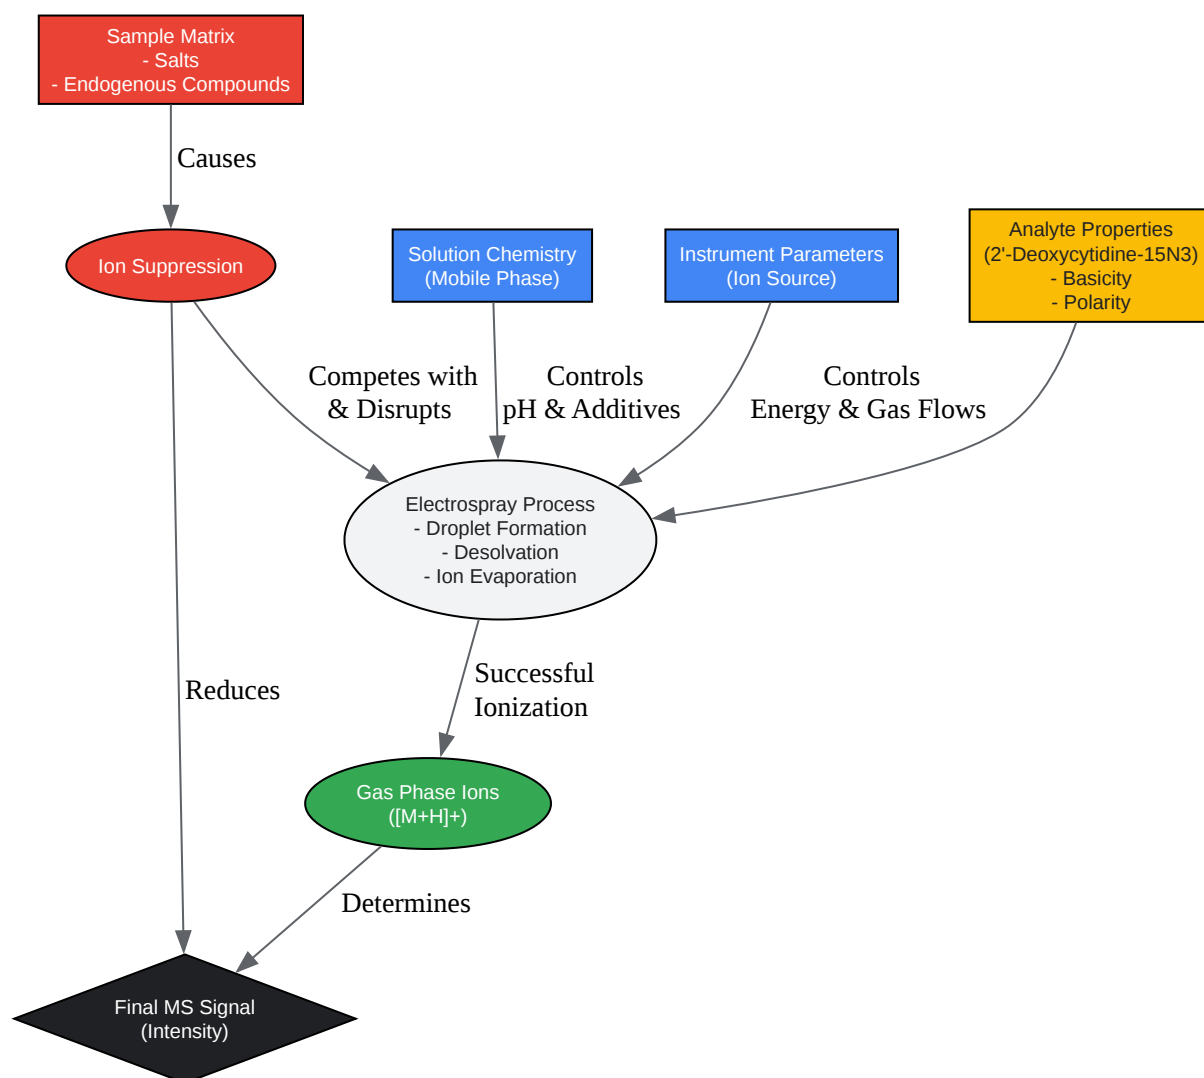 Sample Matrix
- Salts
- Endogenous Compounds
Causes
Ion Suppression
Solution Chemistry
(Mobile Phase)
Instrument Parameters
(Ion Source)
Analyte Properties
(2'-Deoxycytidine-15N3)
- Basicity
- Polarity
Competes with
& Disrupts
Controls
pH & Additives
Controls
Energy & Gas Flows
Electrospray Process
- Droplet Formation
- Desolvation
- Ion Evaporation
Successful
Ionization
Reduces
Gas Phase Ions
([M+H]+)
Determines
Final MS Signal
(Intensity)